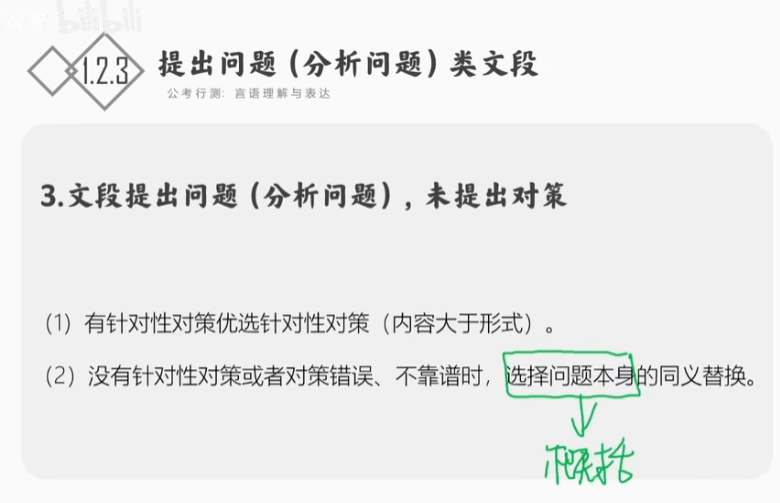 公考
bilibili
1.2.3
提出问题（分析问题）类文段
公考行测：言语理解与表达
3.文段提出问题（分析问题），未提出对策
（1）有针对性对策优选针对性对策（内容大于形式）。
（2）没有针对性对策或者对策错误、不靠谱时，选择问题本身的同义替换。
概括